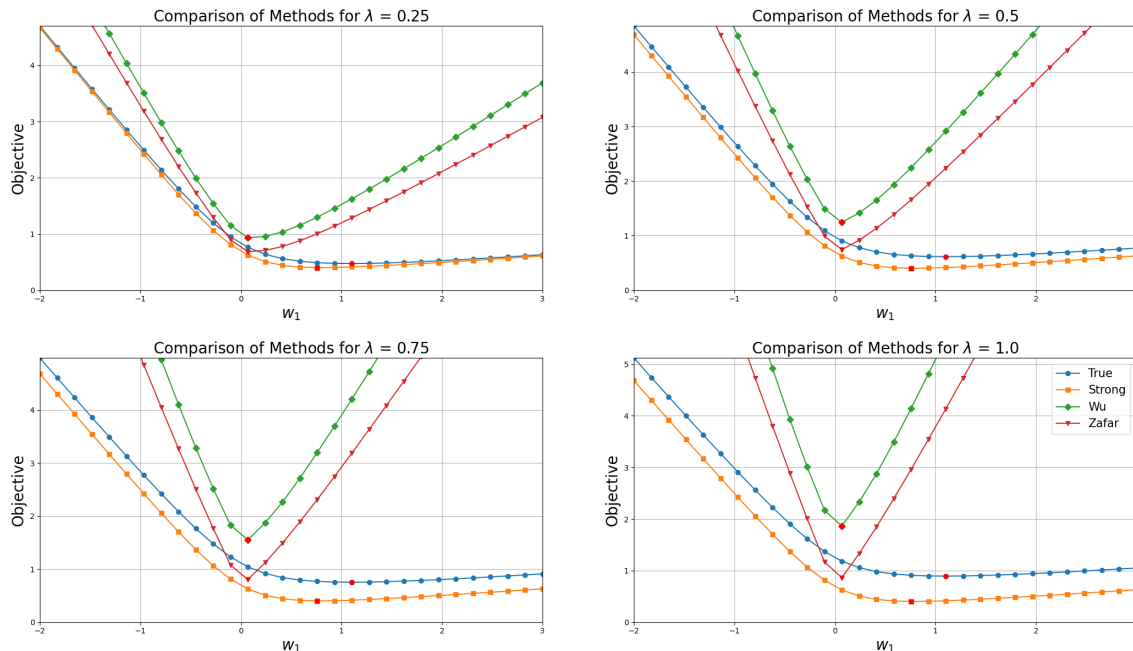 Comparison of Methods for λ = 0.25
Objective
4
3
2
1
0
-2
-1
0
1
2
3
w₁
Comparison of Methods for λ = 0.5
Objective
4
3
2
1
0
-2
-1
0
1
2
w₁
Comparison of Methods for λ = 0.75
Objective
4
3
2
1
0
-2
-1
0
1
2
3
w₁
Comparison of Methods for λ = 1.0
Objective
5
4
3
2
1
0
-2
-1
0
1
2
w₁
True
Strong
Wu
Zafar